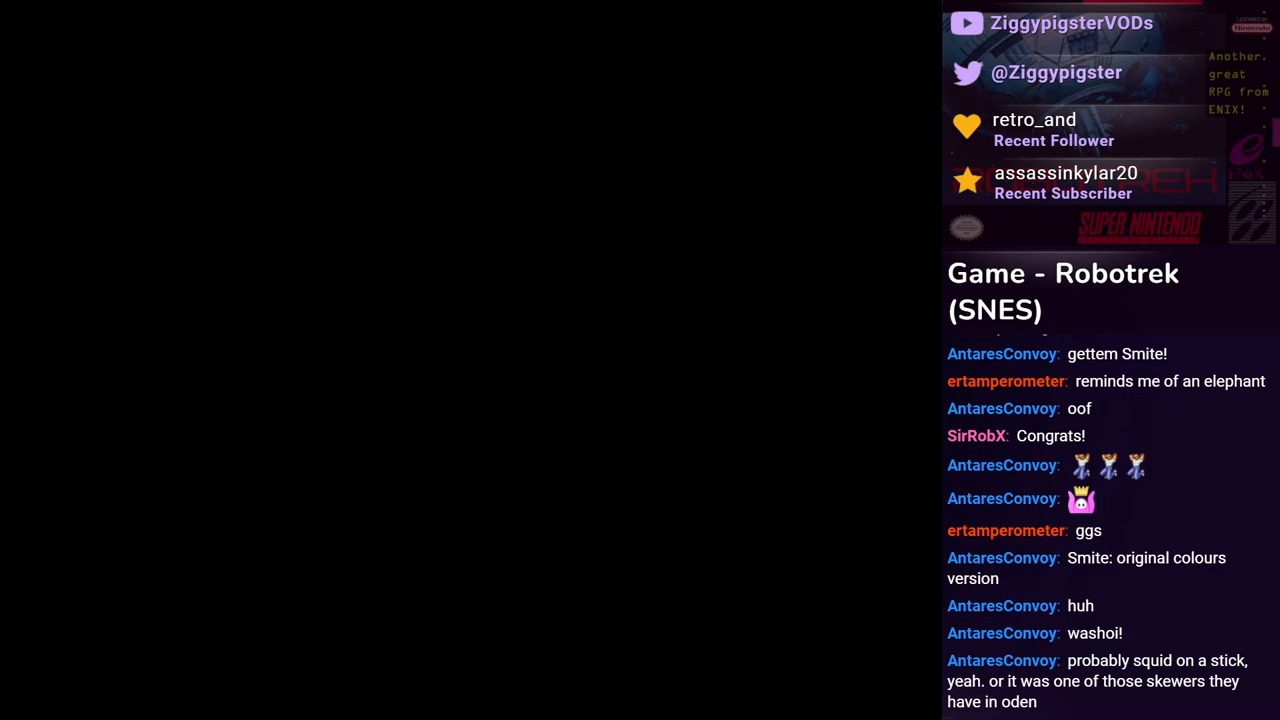 ZiggypigsterVODs
@Ziggypigster
retro_and
Recent Follower
assassinkylar20
Recent Subscriber
LICENSED BY
Nintendo
Another
great
RPG from
ENIX!
SUPER NINTENDO
Game - Robotrek
(SNES)
AntaresConvoy: gettem Smite!
ertamperometer: reminds me of an elephant
AntaresConvoy: oof
SirRobX: Congrats!
AntaresConvoy:
AntaresConvoy:
ertamperometer: ggs
AntaresConvoy: Smite: original colours
version
AntaresConvoy: huh
AntaresConvoy: washoi!
AntaresConvoy: probably squid on a stick,
yeah. or it was one of those skewers they
have in oden